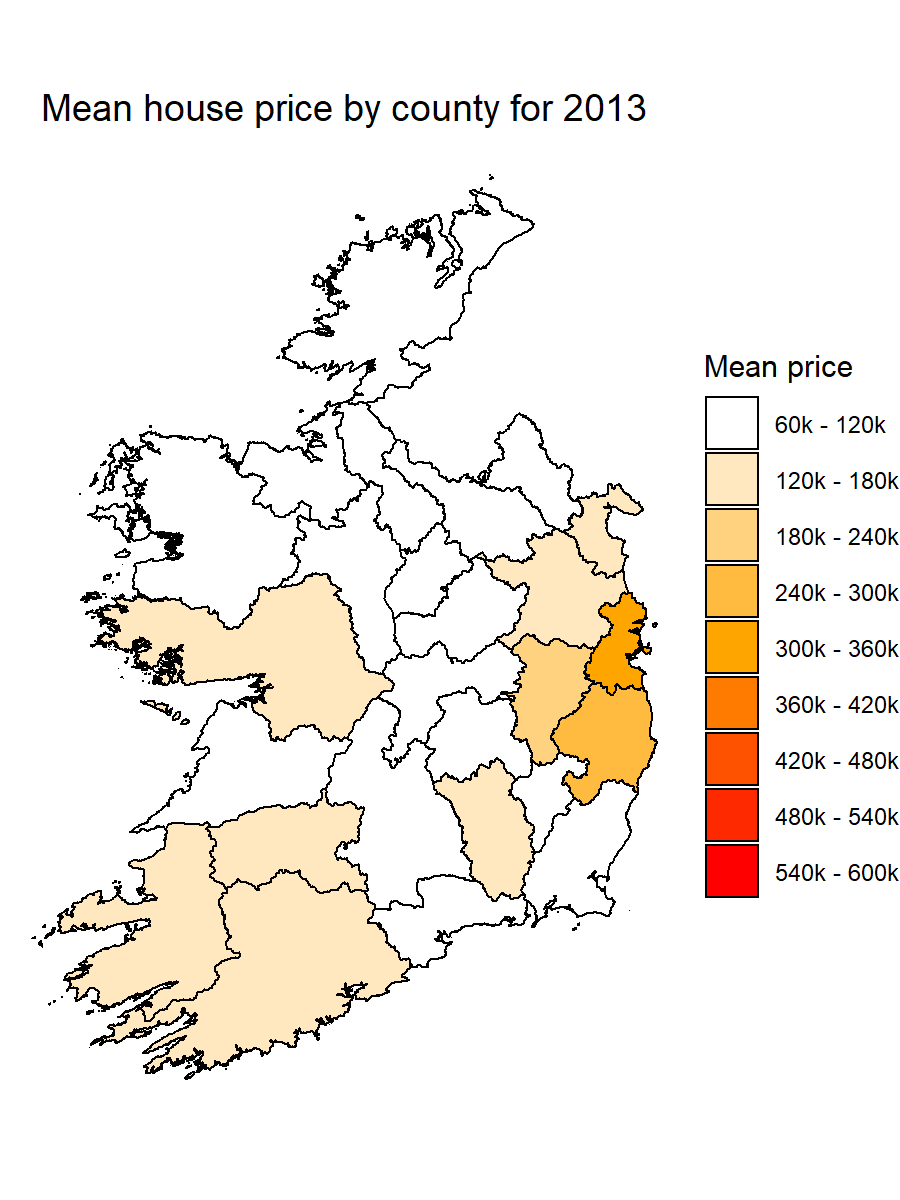 Mean house price by county for 2013
Mean price
60k - 120k
120k - 180k
180k - 240k
240k - 300k
300k - 360k
360k - 420k
420k - 480k
480k - 540k
540k - 600k